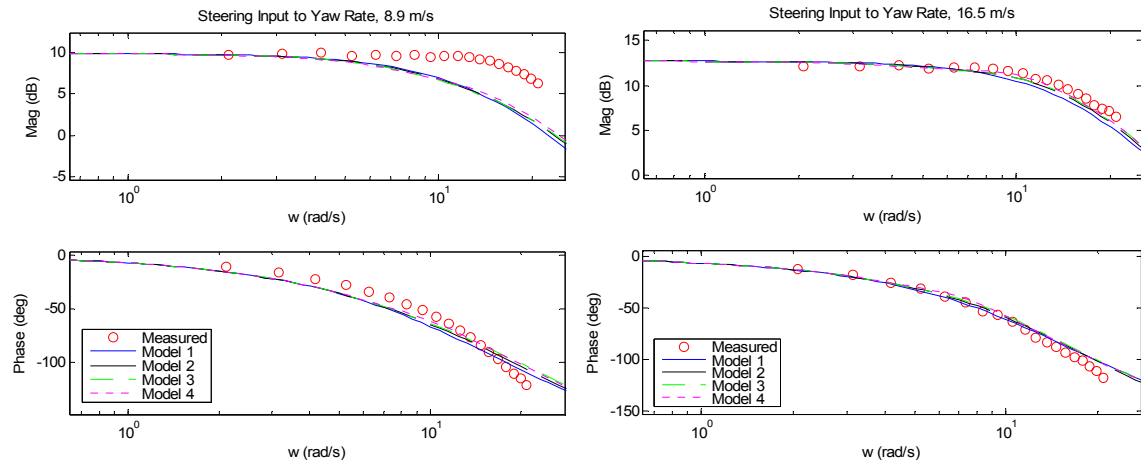 Steering Input to Yaw Rate, 8.9 m/s
Mag (dB)
15
10
5
0
-5
10^0
10^1
w (rad/s)
Phase (deg)
0
-50
-100
Measured
Model 1
Model 2
Model 3
Model 4
10^0
10^1
w (rad/s)
Steering Input to Yaw Rate, 16.5 m/s
Mag (dB)
15
10
5
0
10^0
10^1
w (rad/s)
Phase (deg)
0
-50
-100
-150
Measured
Model 1
Model 2
Model 3
Model 4
10^0
10^1
w (rad/s)